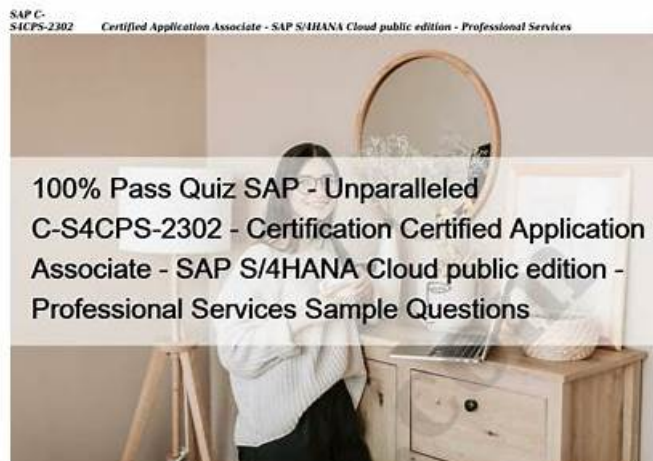 SAP C-
S4CPS-2302 Certified Application Associate - SAP S/4HANA Cloud public edition - Professional Services
100% Pass Quiz SAP - Unparalleled
C-S4CPS-2302 - Certification Certified Application
Associate - SAP S/4HANA Cloud public edition -
Professional Services Sample Questions